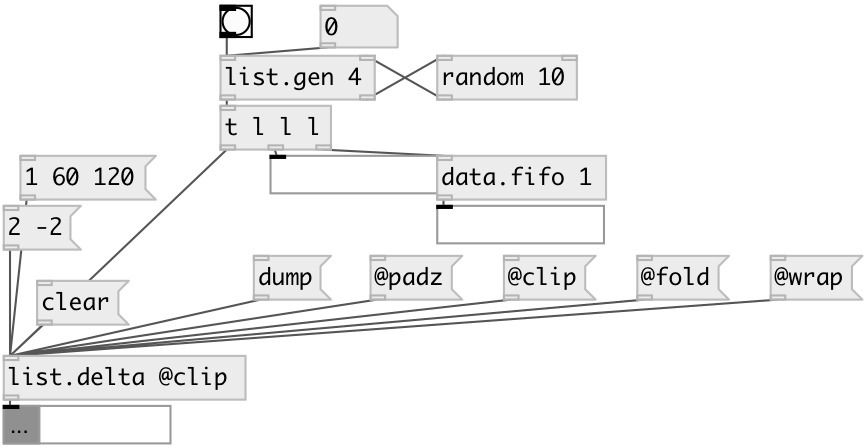 0
list.gen 4
random 10
t l l l
1 60 120
data.fifo 1
2 -2
dump
@padz
@clip
@fold
@wrap
clear
list.delta @clip
...